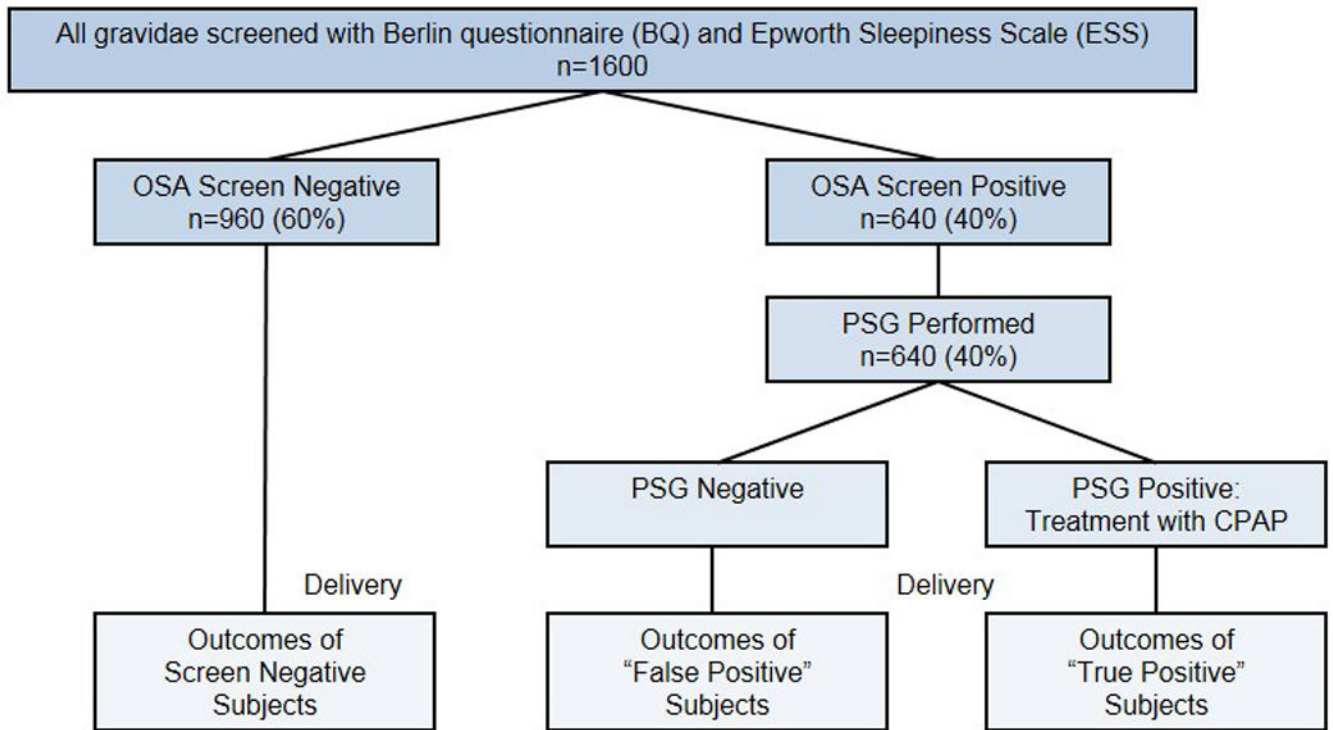 All gravidae screened with Berlin questionnaire (BQ) and Epworth Sleepiness Scale (ESS)
n=1600
OSA Screen Negative
n=960 (60%)
OSA Screen Positive
n=640 (40%)
PSG Performed
n=640 (40%)
PSG Negative
PSG Positive:
Treatment with CPAP
Delivery
Delivery
Outcomes of
Screen Negative
Subjects
Outcomes of
“False Positive”
Subjects
Outcomes of
“True Positive”
Subjects